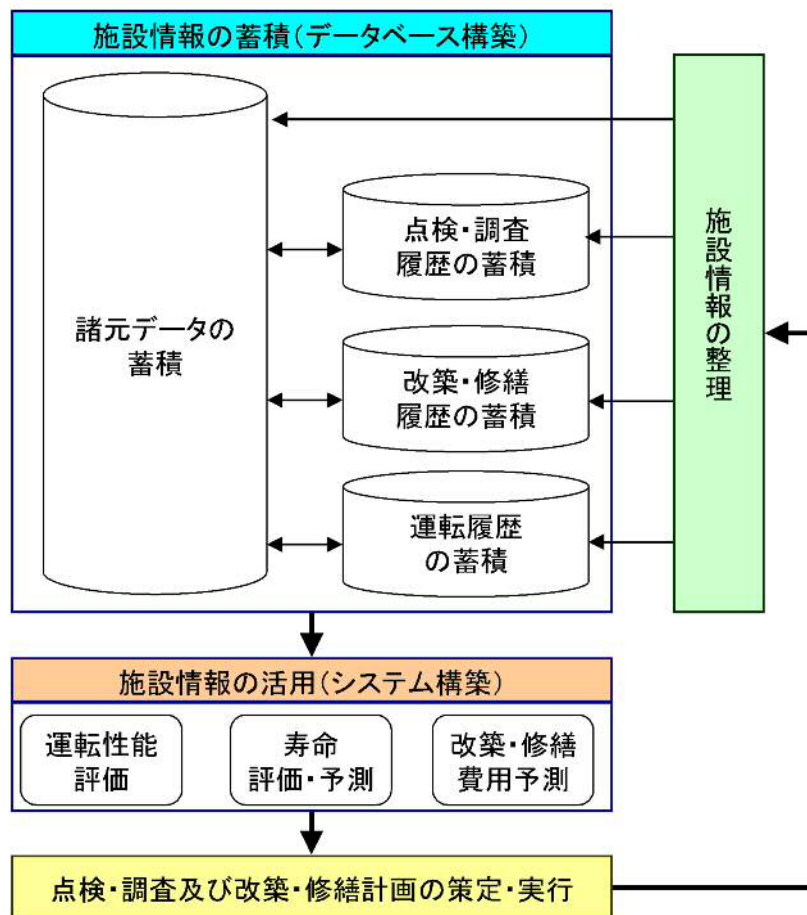 施設情報の蓄積(データベース構築)
諸元データの
蓄積
点検・調査
履歴の蓄積
改築・修繕
履歴の蓄積
運転履歴
の蓄積
施設情報の整理
施設情報の活用(システム構築)
運転性能
評価
寿命
評価・予測
改築・修繕
費用予測
点検・調査及び改築・修繕計画の策定・実行